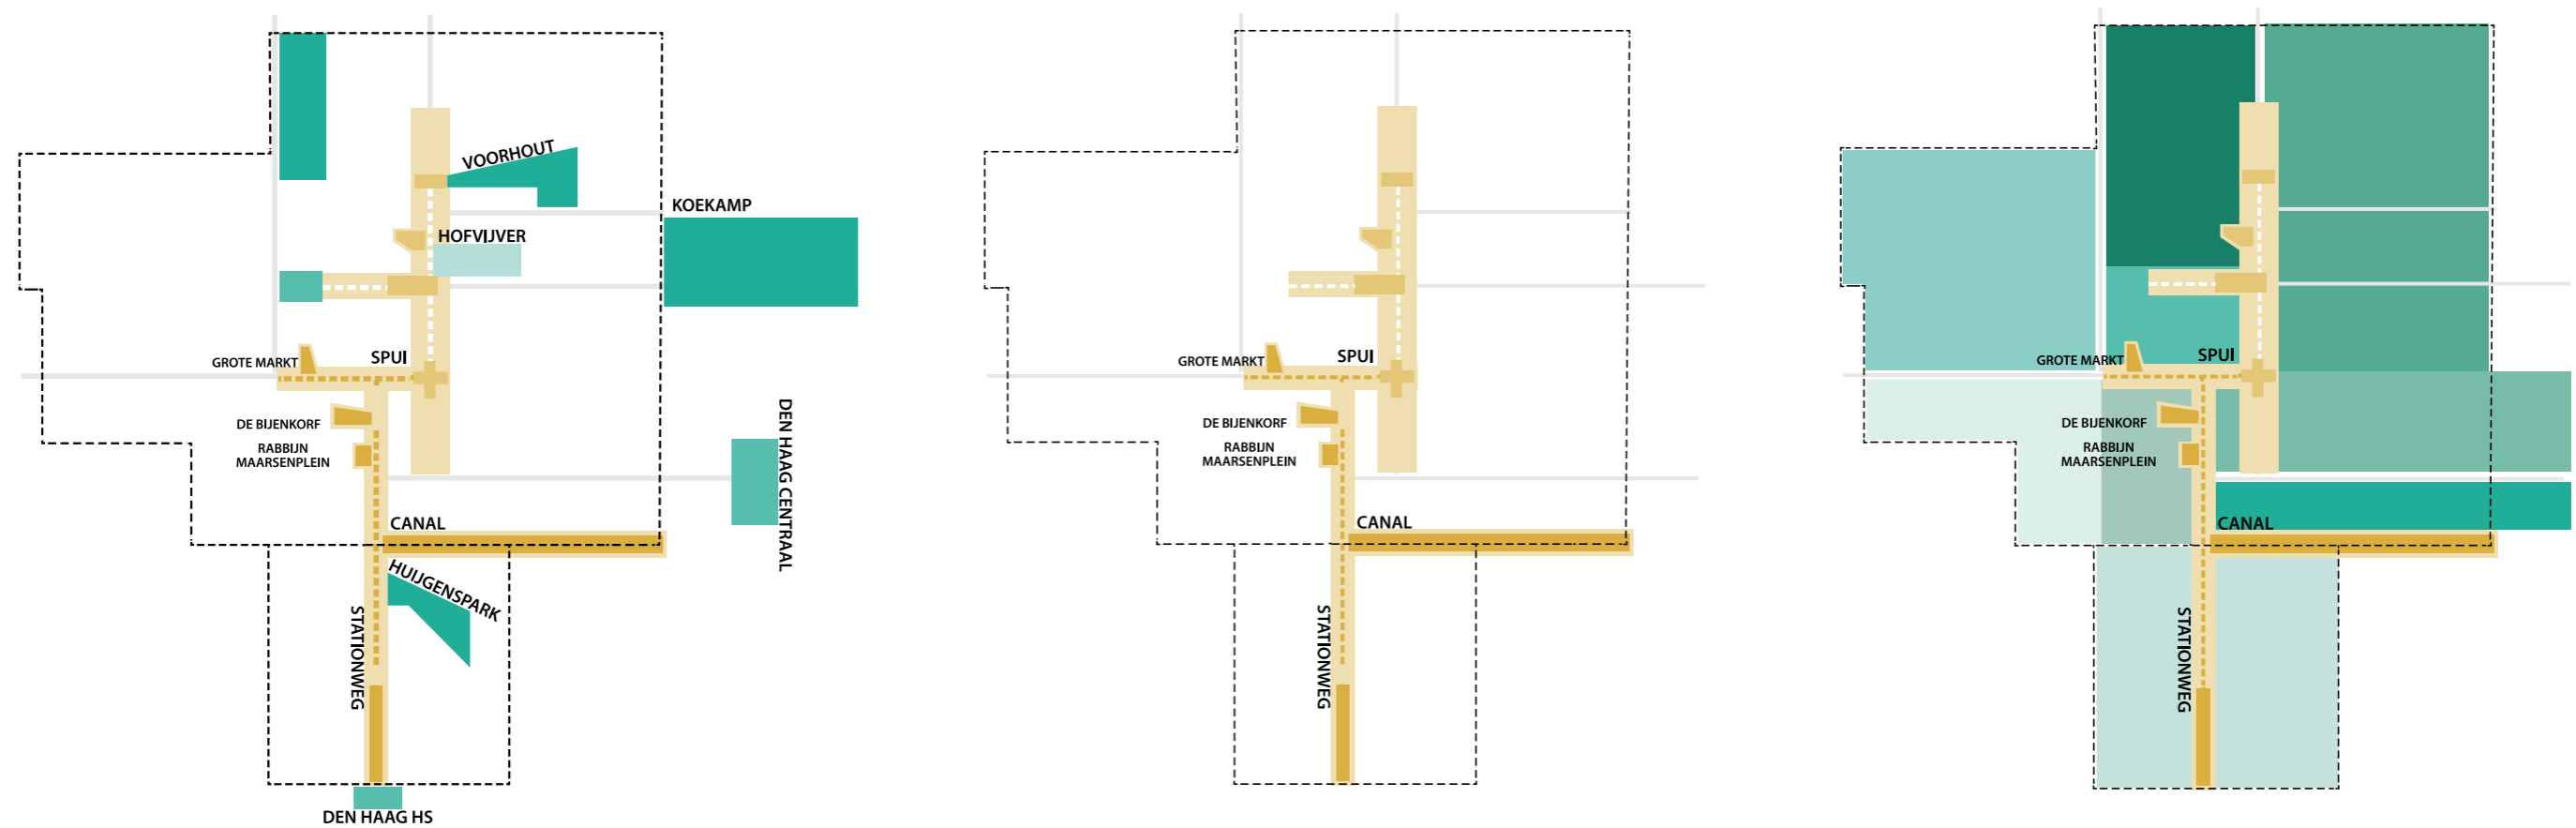 VOORHOUT
KOEKAMP
HOFVIJVER
GROTE MARKT
SPUI
DE BIJENKORF
RABBIJN
MAARSENPLEIN
DEN HAAG CENTRAAL
CANAL
HUIJGENSPARK
STATIONWEG
DEN HAAG HS
GROTE MARKT
SPUI
DE BIJENKORF
RABBIJN
MAARSENPLEIN
CANAL
STATIONWEG
GROTE MARKT
SPUI
DE BIJENKORF
RABBIJN
MAARSENPLEIN
CANAL
STATIONWEG